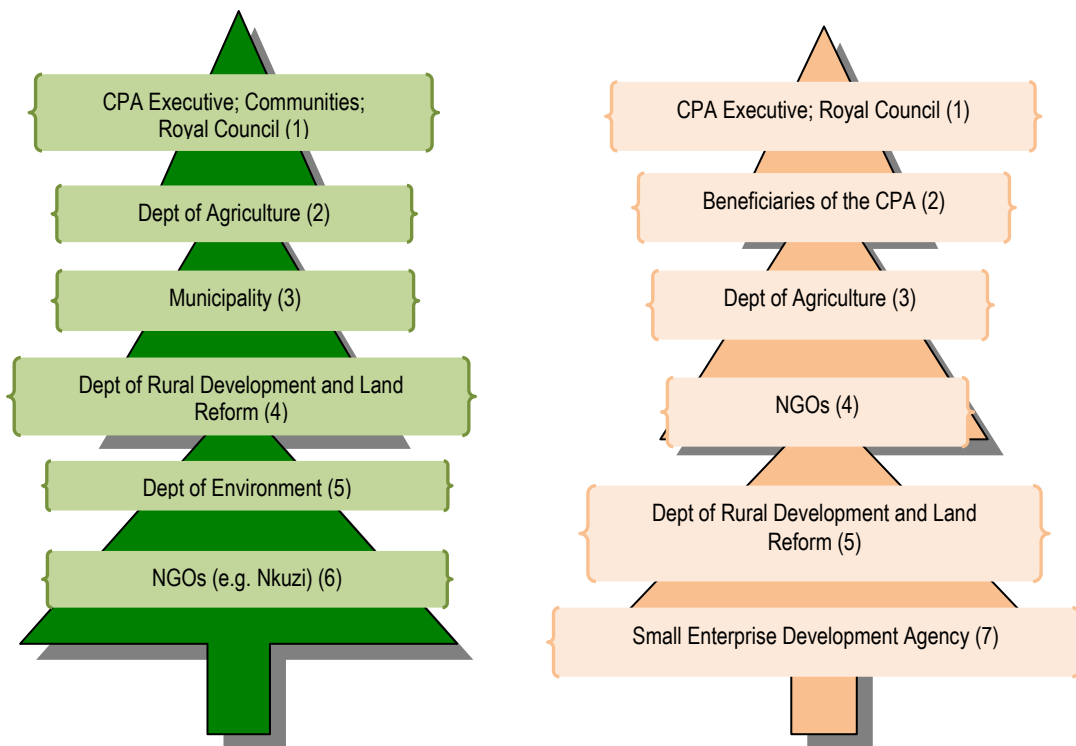 CPA Executive; Communities;
Royal Council (1)
Dept of Agriculture (2)
Municipality (3)
Dept of Rural Development and Land
Reform (4)
Dept of Environment (5)
NGOs (e.g. Nkuzi) (6)
CPA Executive; Royal Council (1)
Beneficiaries of the CPA (2)
Dept of Agriculture (3)
NGOs (4)
Dept of Rural Development and Land
Reform (5)
Small Enterprise Development Agency (7)